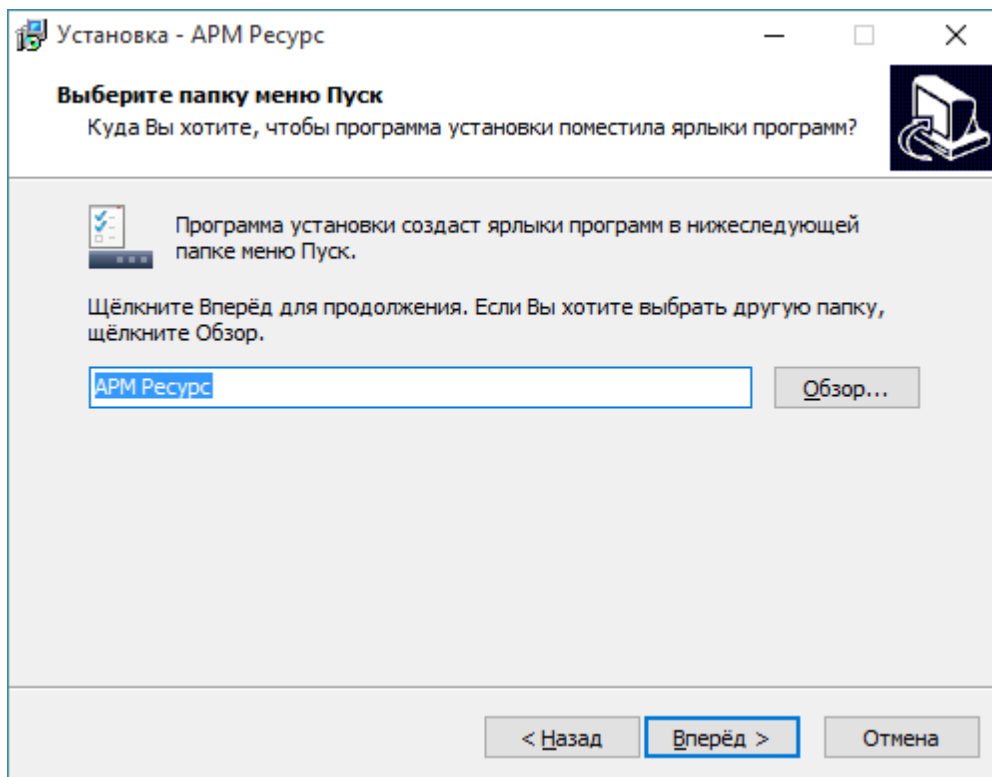 Установка - АРМ Ресурс
Выберите папку меню Пуск
Куда Вы хотите, чтобы программа установки поместила ярлыки программ?
Программа установки создаст ярлыки программ в нижеследующей
папке меню Пуск.
Щёлкните Вперёд для продолжения. Если Вы хотите выбрать другую папку,
щёлкните Обзор.
АРМ Ресурс
Обзор...
< Назад
Вперёд >
Отмена